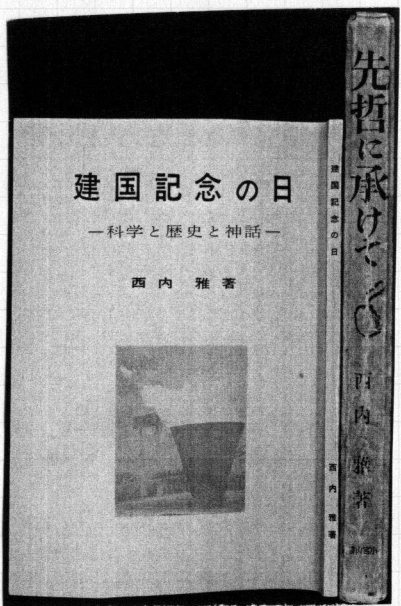 建国記念の日
―科学と歴史と神話―
西内 雅著
建国記念の日
西内 雅著
先哲に承けて
西内 雅著